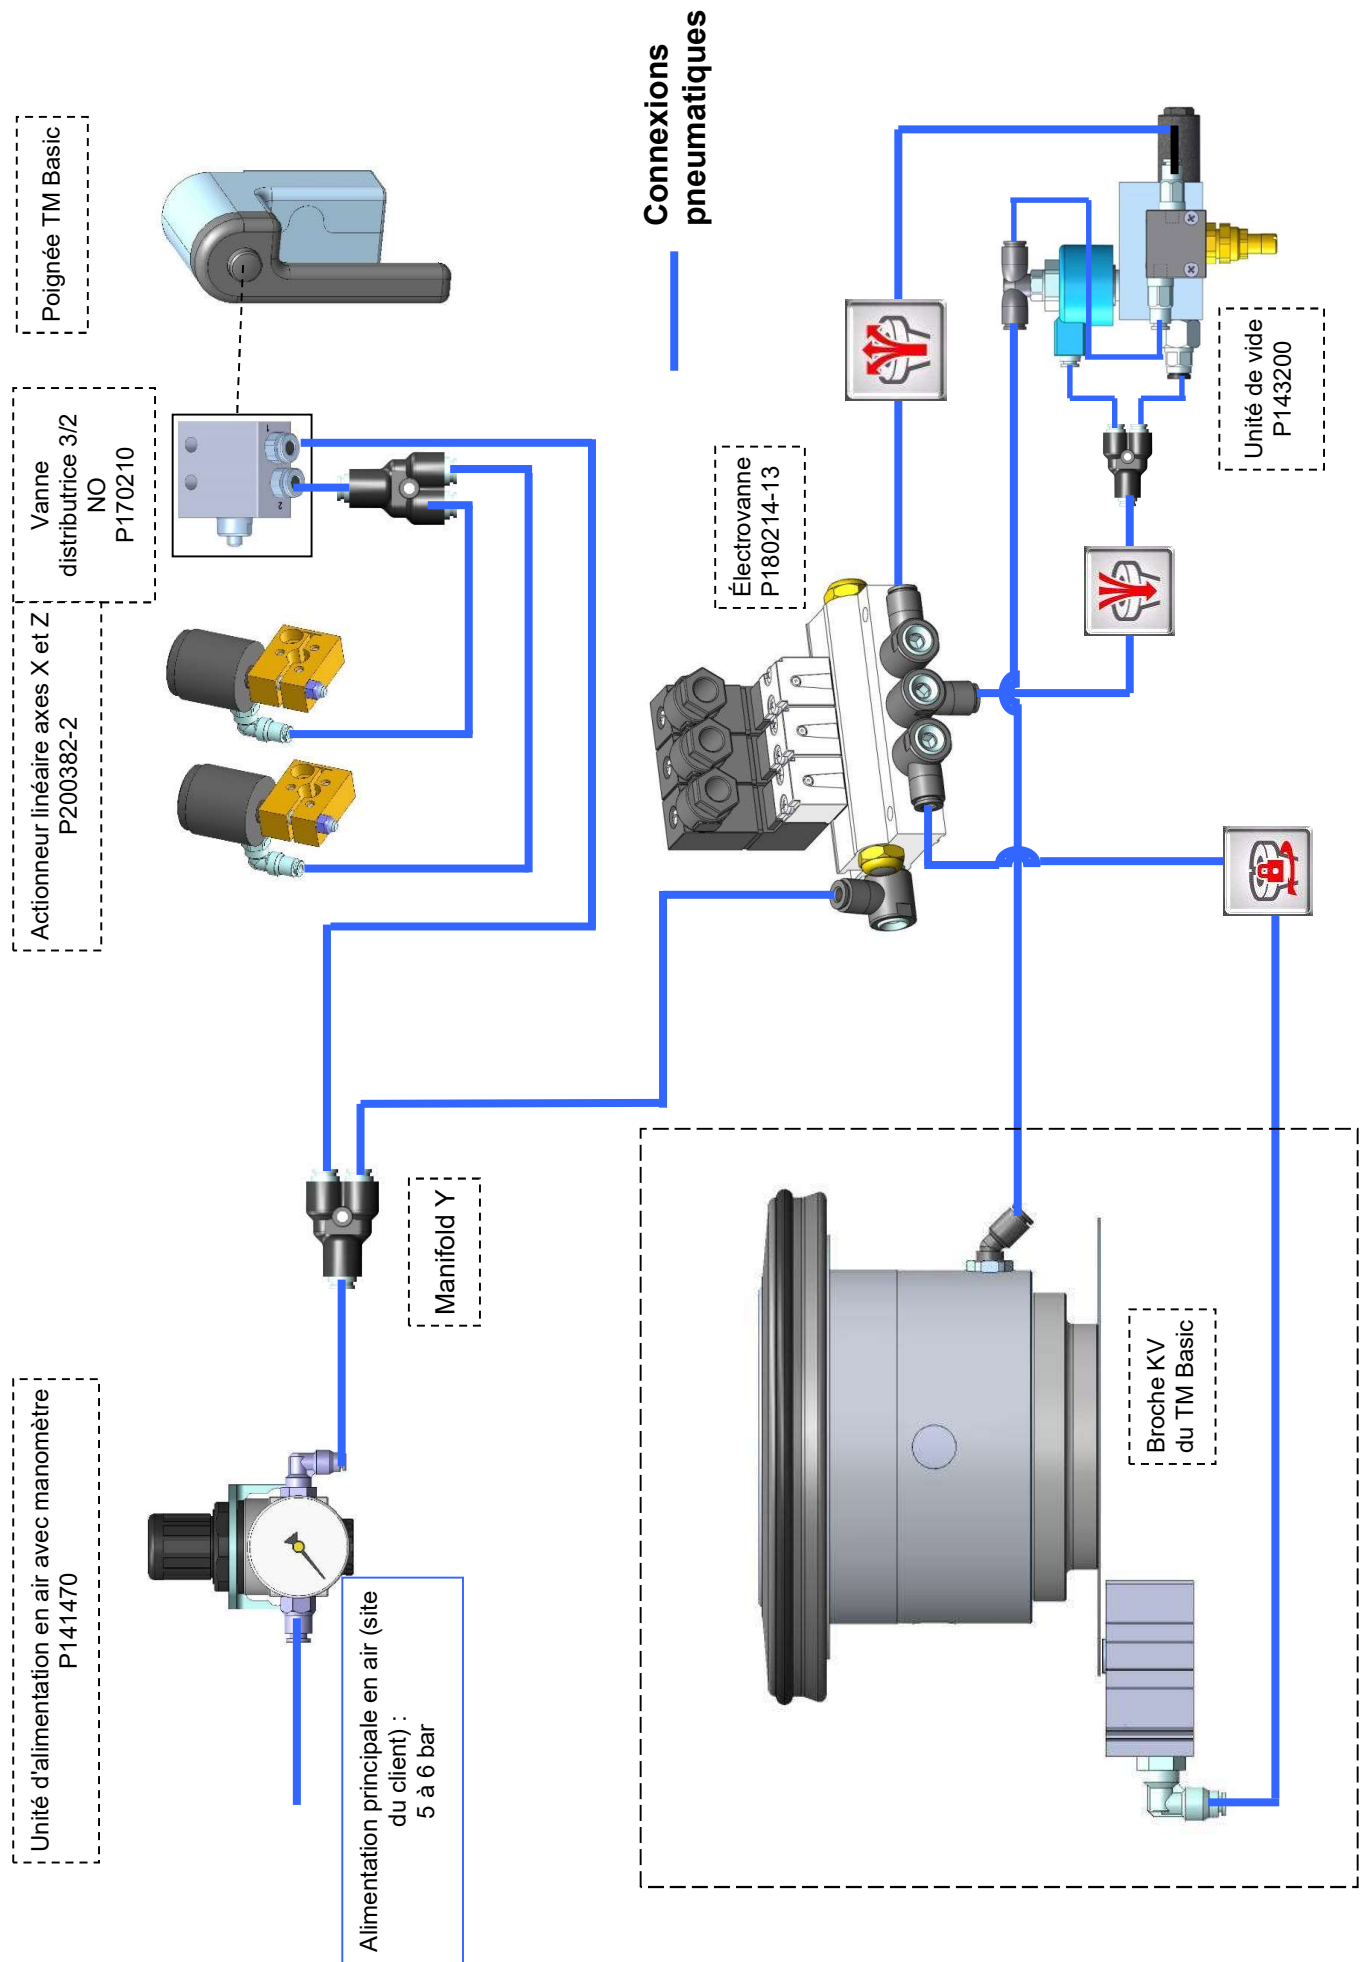 Unité d'alimentation en air avec manomètre
P141470
Alimentation principale en air (site
du client) :
5 à 6 bar
Manifold Y
Actionneur linéaire axes X et Z
P200382-2
Vanne
distributrice 3/2
NO
P170210
1
2
Poignée TM Basic
Connexions
pneumatiques
Électrovanne
P180214-13
Unité de vide
P143200
Broche KV
du TM Basic